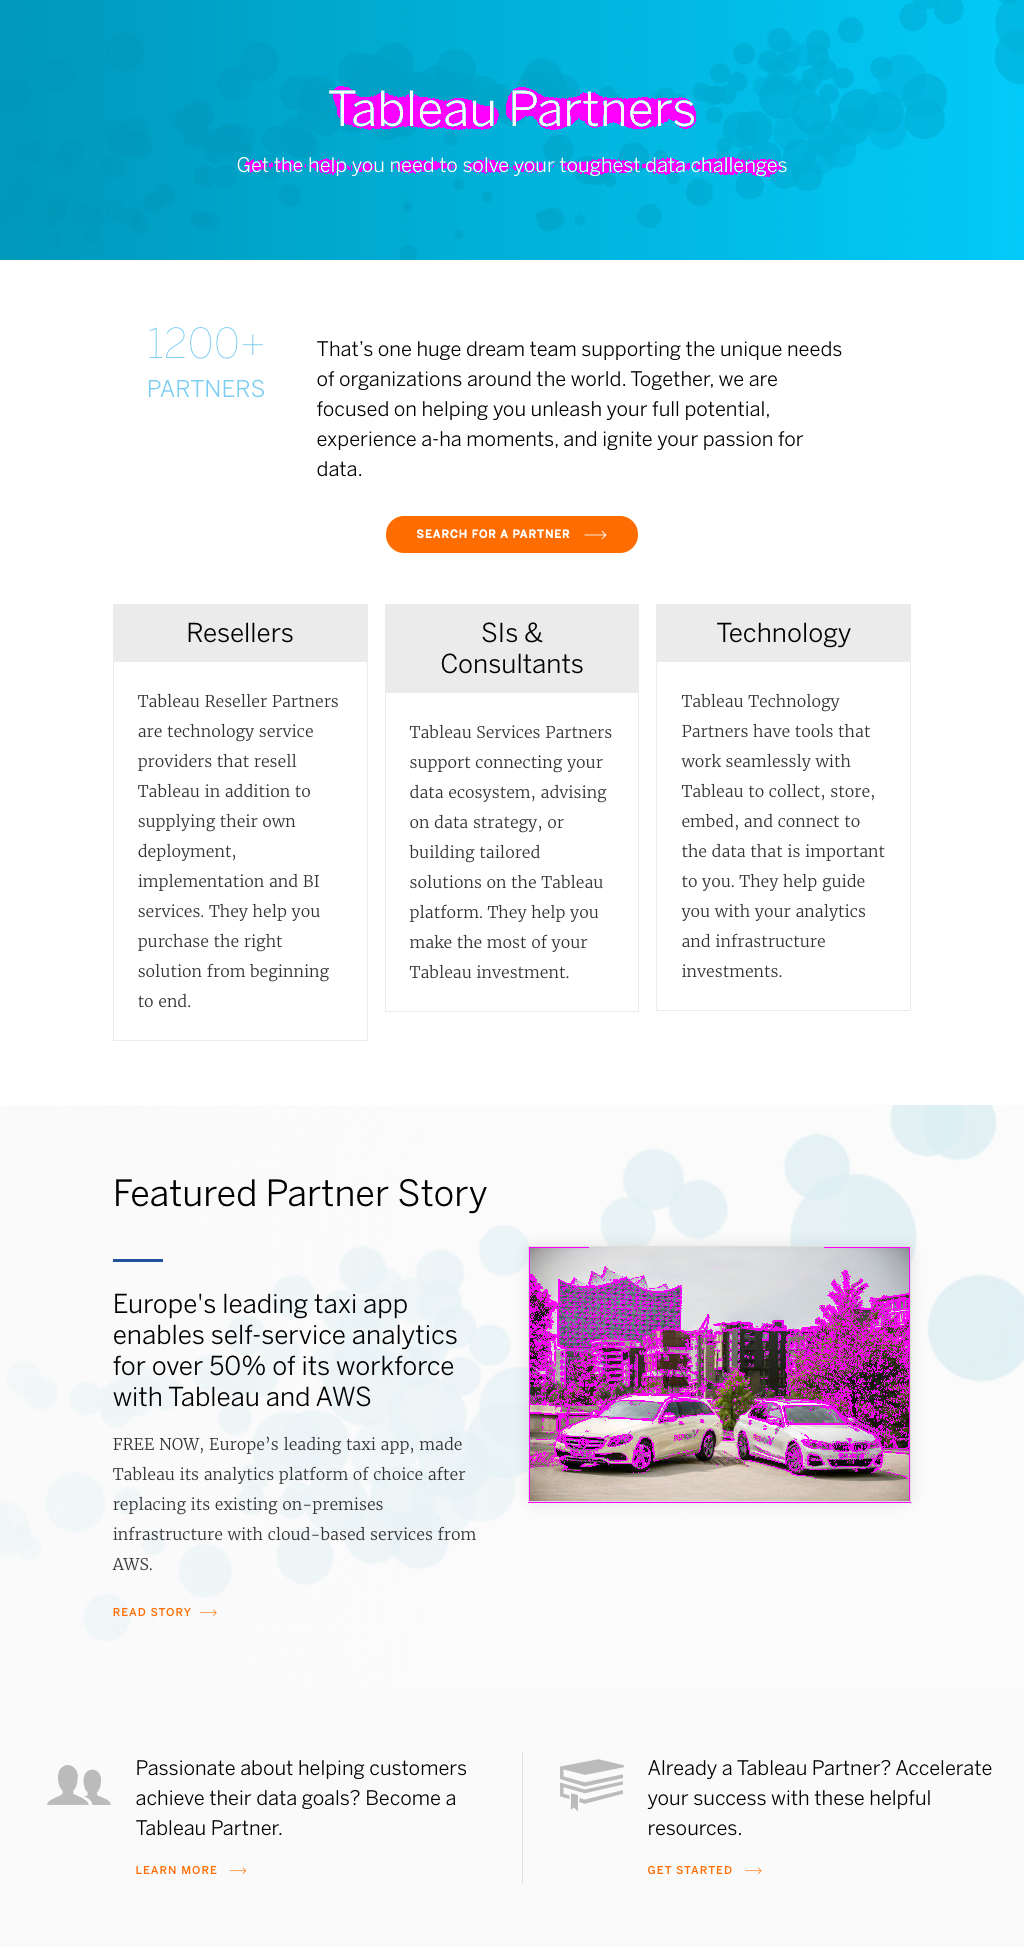 Tableau Partners
Get the help you need to solve your toughest data challenges
1200+
PARTNERS
That's one huge dream team supporting the unique needs
of organizations around the world. Together, we are
focused on helping you unleash your full potential,
experience a-ha moments, and ignite your passion for
data.
SEARCH FOR A PARTNER
Resellers
Tableau Reseller Partners
are technology service
providers that resell
Tableau in addition to
supplying their own
deployment,
implementation and BI
services. They help you
purchase the right
solution from beginning
to end.
SIs &
Consultants
Tableau Services Partners
support connecting your
data ecosystem, advising
on data strategy, or
building tailored
solutions on the Tableau
platform. They help you
make the most of your
Tableau investment.
Technology
Tableau Technology
Partners have tools that
work seamlessly with
Tableau to collect, store,
embed, and connect to
the data that is important
to you. They help guide
you with your analytics
and infrastructure
investments.
Featured Partner Story
Europe's leading taxi app
enables self-service analytics
for over 50% of its workforce
with Tableau and AWS
FREE NOW, Europe's leading taxi app, made
Tableau its analytics platform of choice after
replacing its existing on-premises
infrastructure with cloud-based services from
AWS.
READ STORY
Passionate about helping customers
achieve their data goals? Become a
Tableau Partner.
LEARN MORE
Already a Tableau Partner? Accelerate
your success with these helpful
resources.
GET STARTED